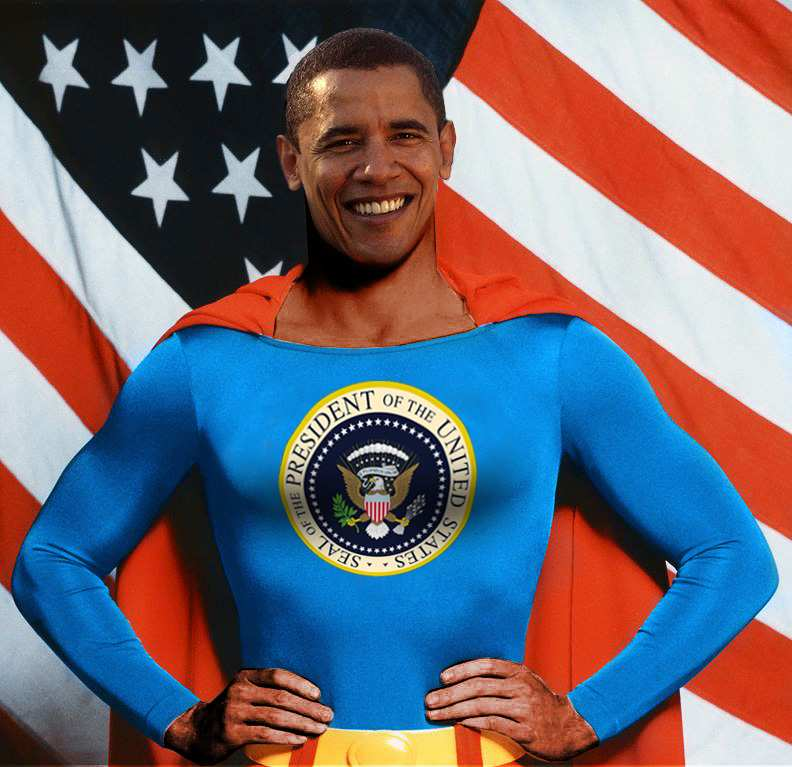 SEAL OF THE PRESIDENT OF THE UNITED STATES